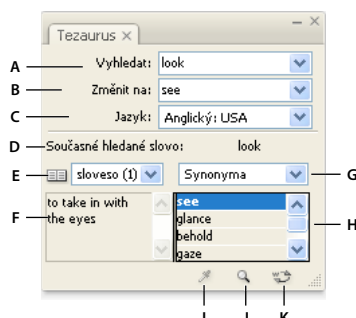 Tezaurus ×
A Vyhledat: look
B Změnit na: see
C Jazyk: Anglický: USA
D Současné hledané slovo: look
E sloveso (1) Synonyma G
F to take in with see H
the eyes glance
behold
gaze
I J K